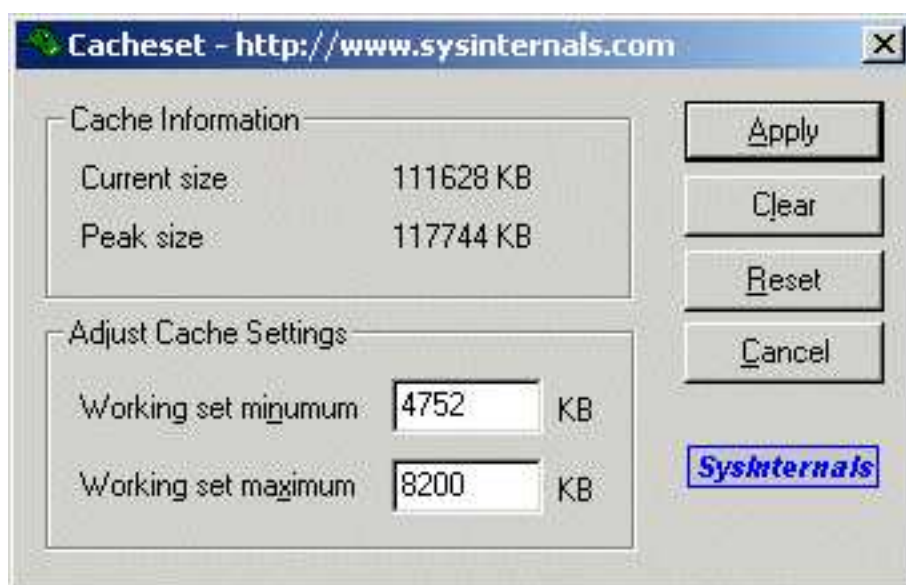 Cacheset - http://www.sysinternals.com
Cache Information
Current size 111628 KB
Peak size 117744 KB
Adjust Cache Settings
Working set minumum 4752 KB
Working set maximum 8200 KB
Apply
Clear
Reset
Cancel
SysInternals